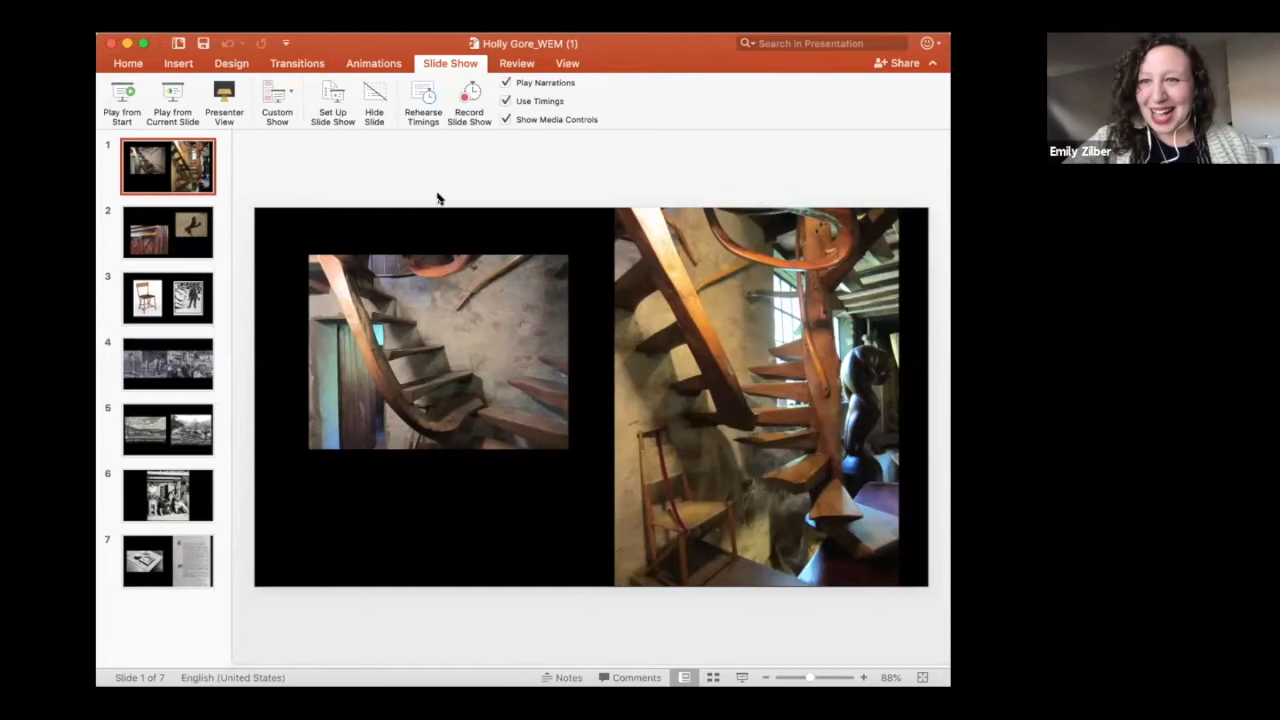 Holly Gore_WEM (1)
Search in Presentation
Home Insert Design Transitions Animations Slide Show Review View
Share
Play from Start
Play from Current Slide
Presenter View
Custom Show
Set Up Slide Show
Hide Slide
Rehearse Timings
Record Slide Show
Play Narrations
Use Timings
Show Media Controls
Emily Zilber
1
2
3
4
5
6
7
Slide 1 of 7 English (United States) Notes Comments 88%